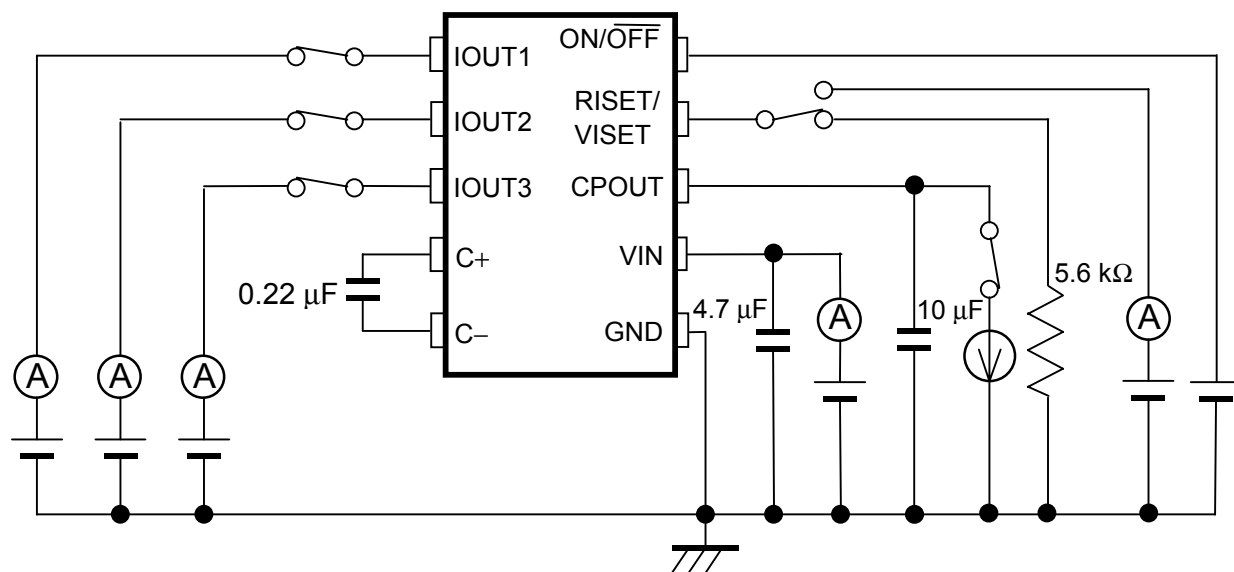 IOUT1
IOUT2
IOUT3
C+
C−
ON/OFF
RISET/
VISET
CPOUT
VIN
GND
0.22 μF
4.7 μF
10 μF
5.6 kΩ
A
A
A
A
A